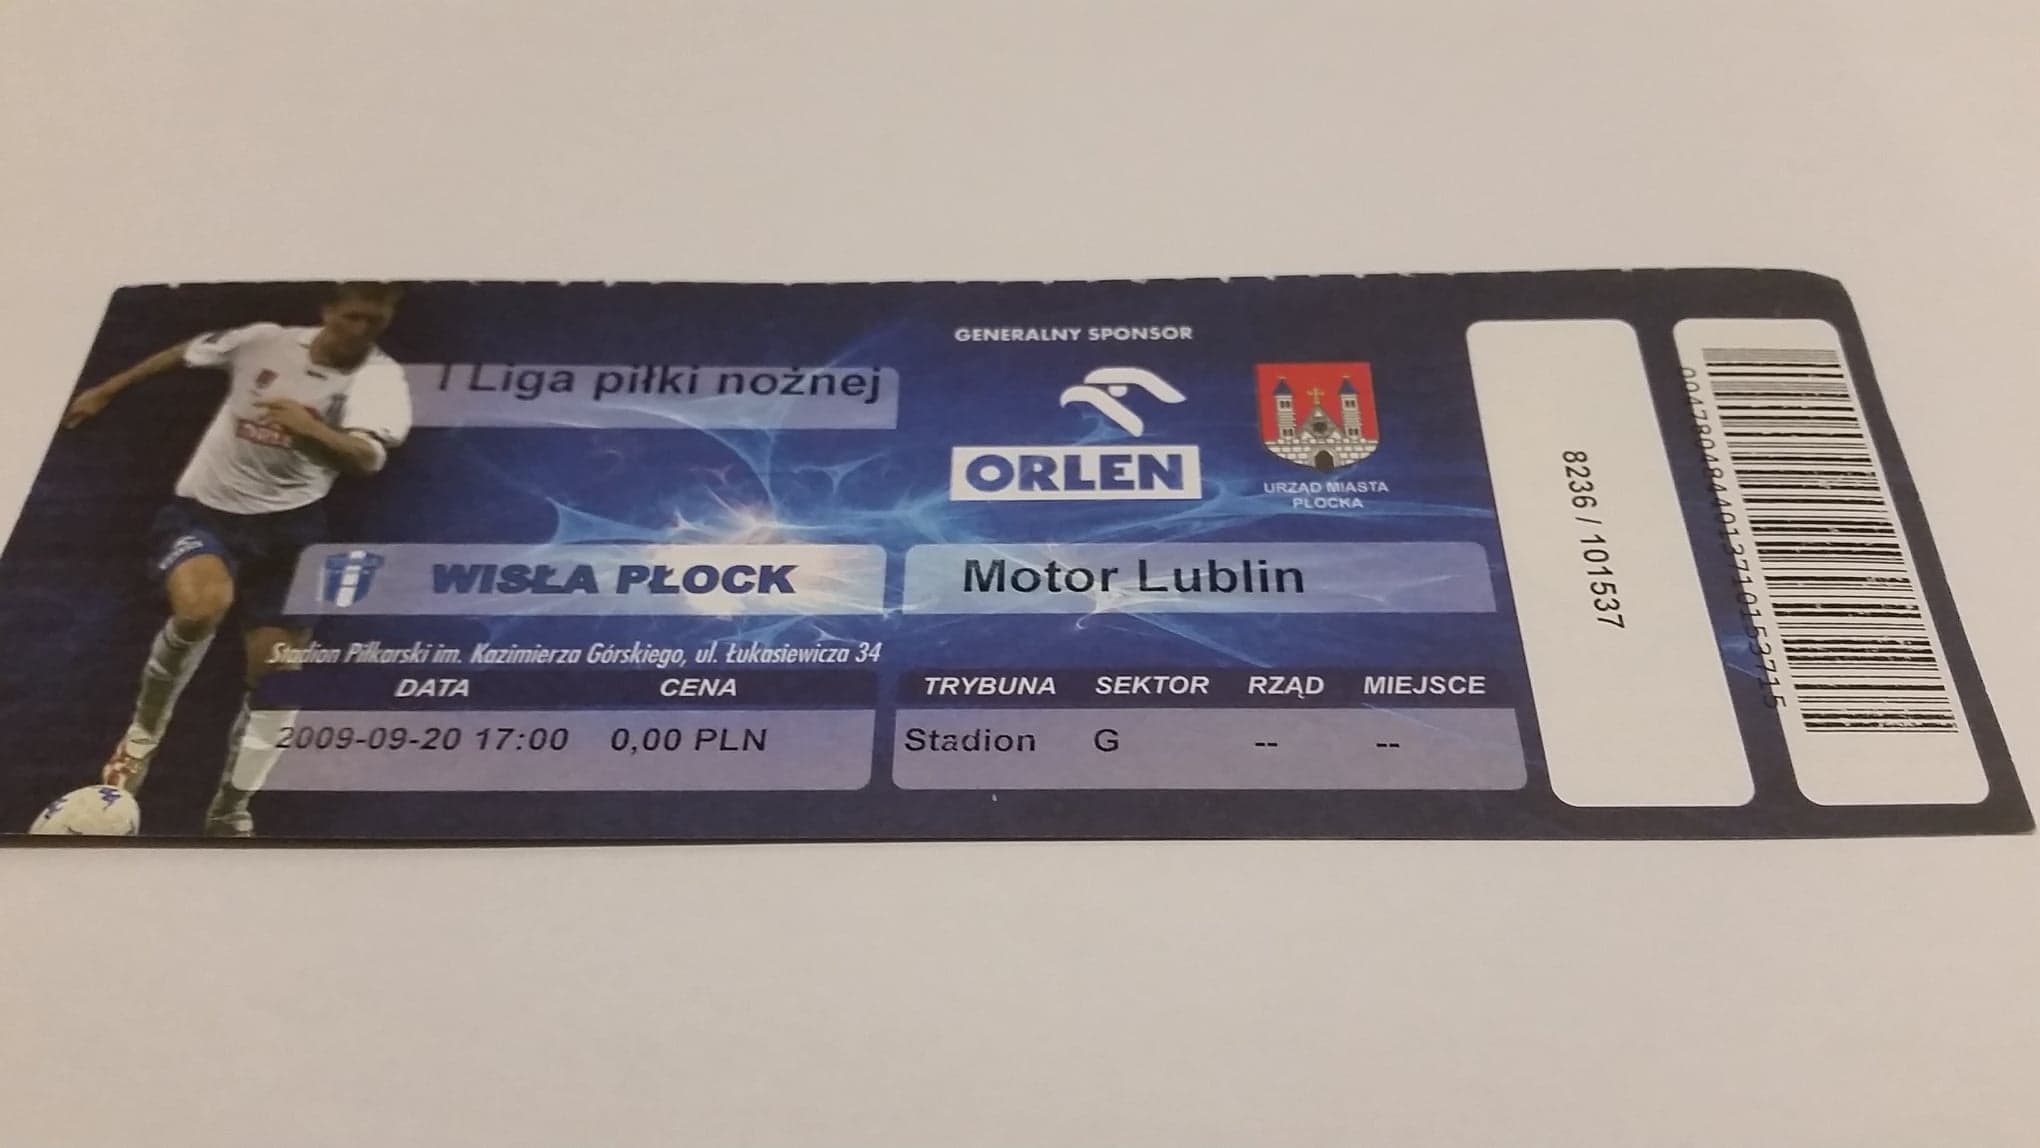 I Liga piłki nożnej
GENERALNY SPONSOR
ORLEN
URZĄD MIASTA
PŁOCKA
WISŁA PŁOCK
Motor Lublin
Stadion Piłkarski im. Kazimierza Górskiego, ul. Łukasiewicza 34
DATA CENA
2009-09-20 17:00 0,00 PLN
TRYBUNA SEKTOR RZĄD MIEJSCE
Stadion G -- --
8236 / 101537